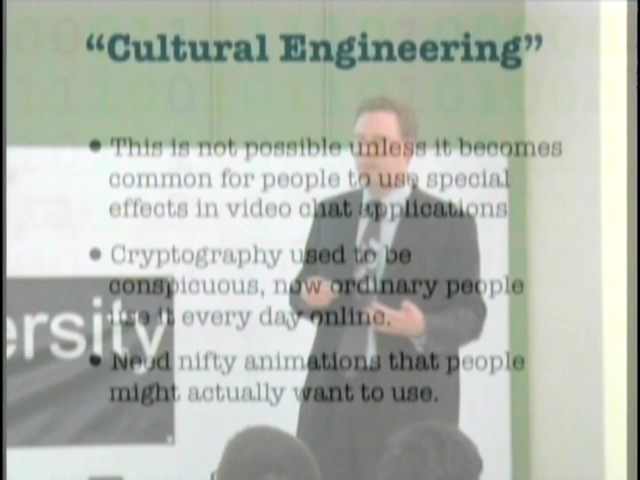 “Cultural Engineering”
• This is not possible unless it becomes
common for people to use special
effects in video chat applications
• Cryptography used to be
conspicuous, now ordinary people
use it every day online.
• Need nifty animations that people
might actually want to use.
ersity